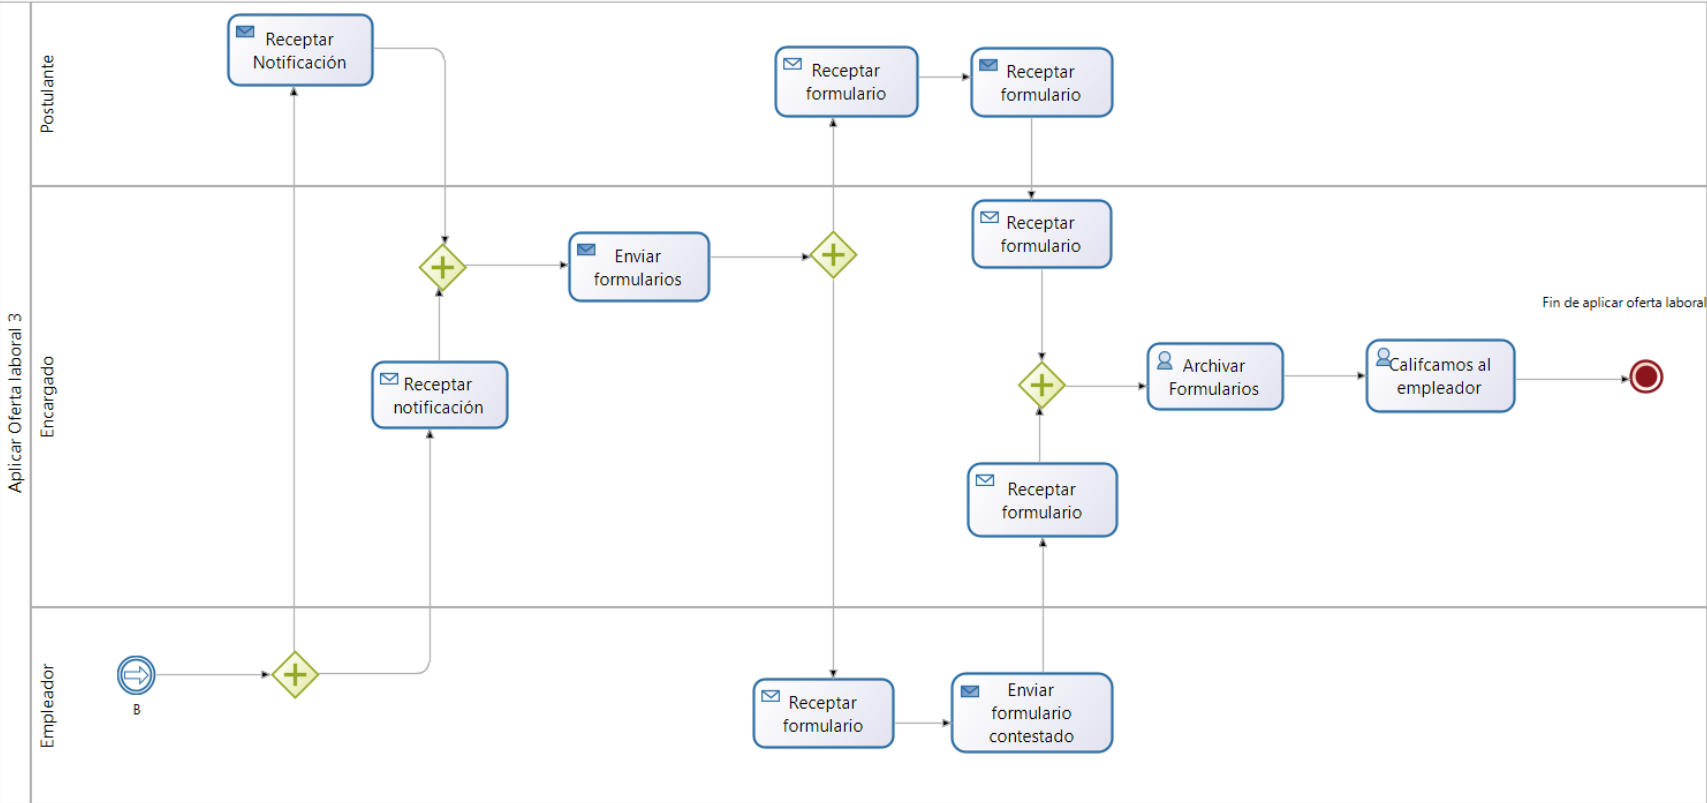 Aplicar Oferta laboral 3
Postulante
Receptar
Notificación
Receptar
formulario
Receptar
formulario
Encargado
Receptar
notificación
Enviar
formularios
Receptar
formulario
Receptar
formulario
Archivar
Formularios
Califcamos al
empleador
Fin de aplicar oferta laboral
Empleador
B
Receptar
formulario
Enviar
formulario
contestado